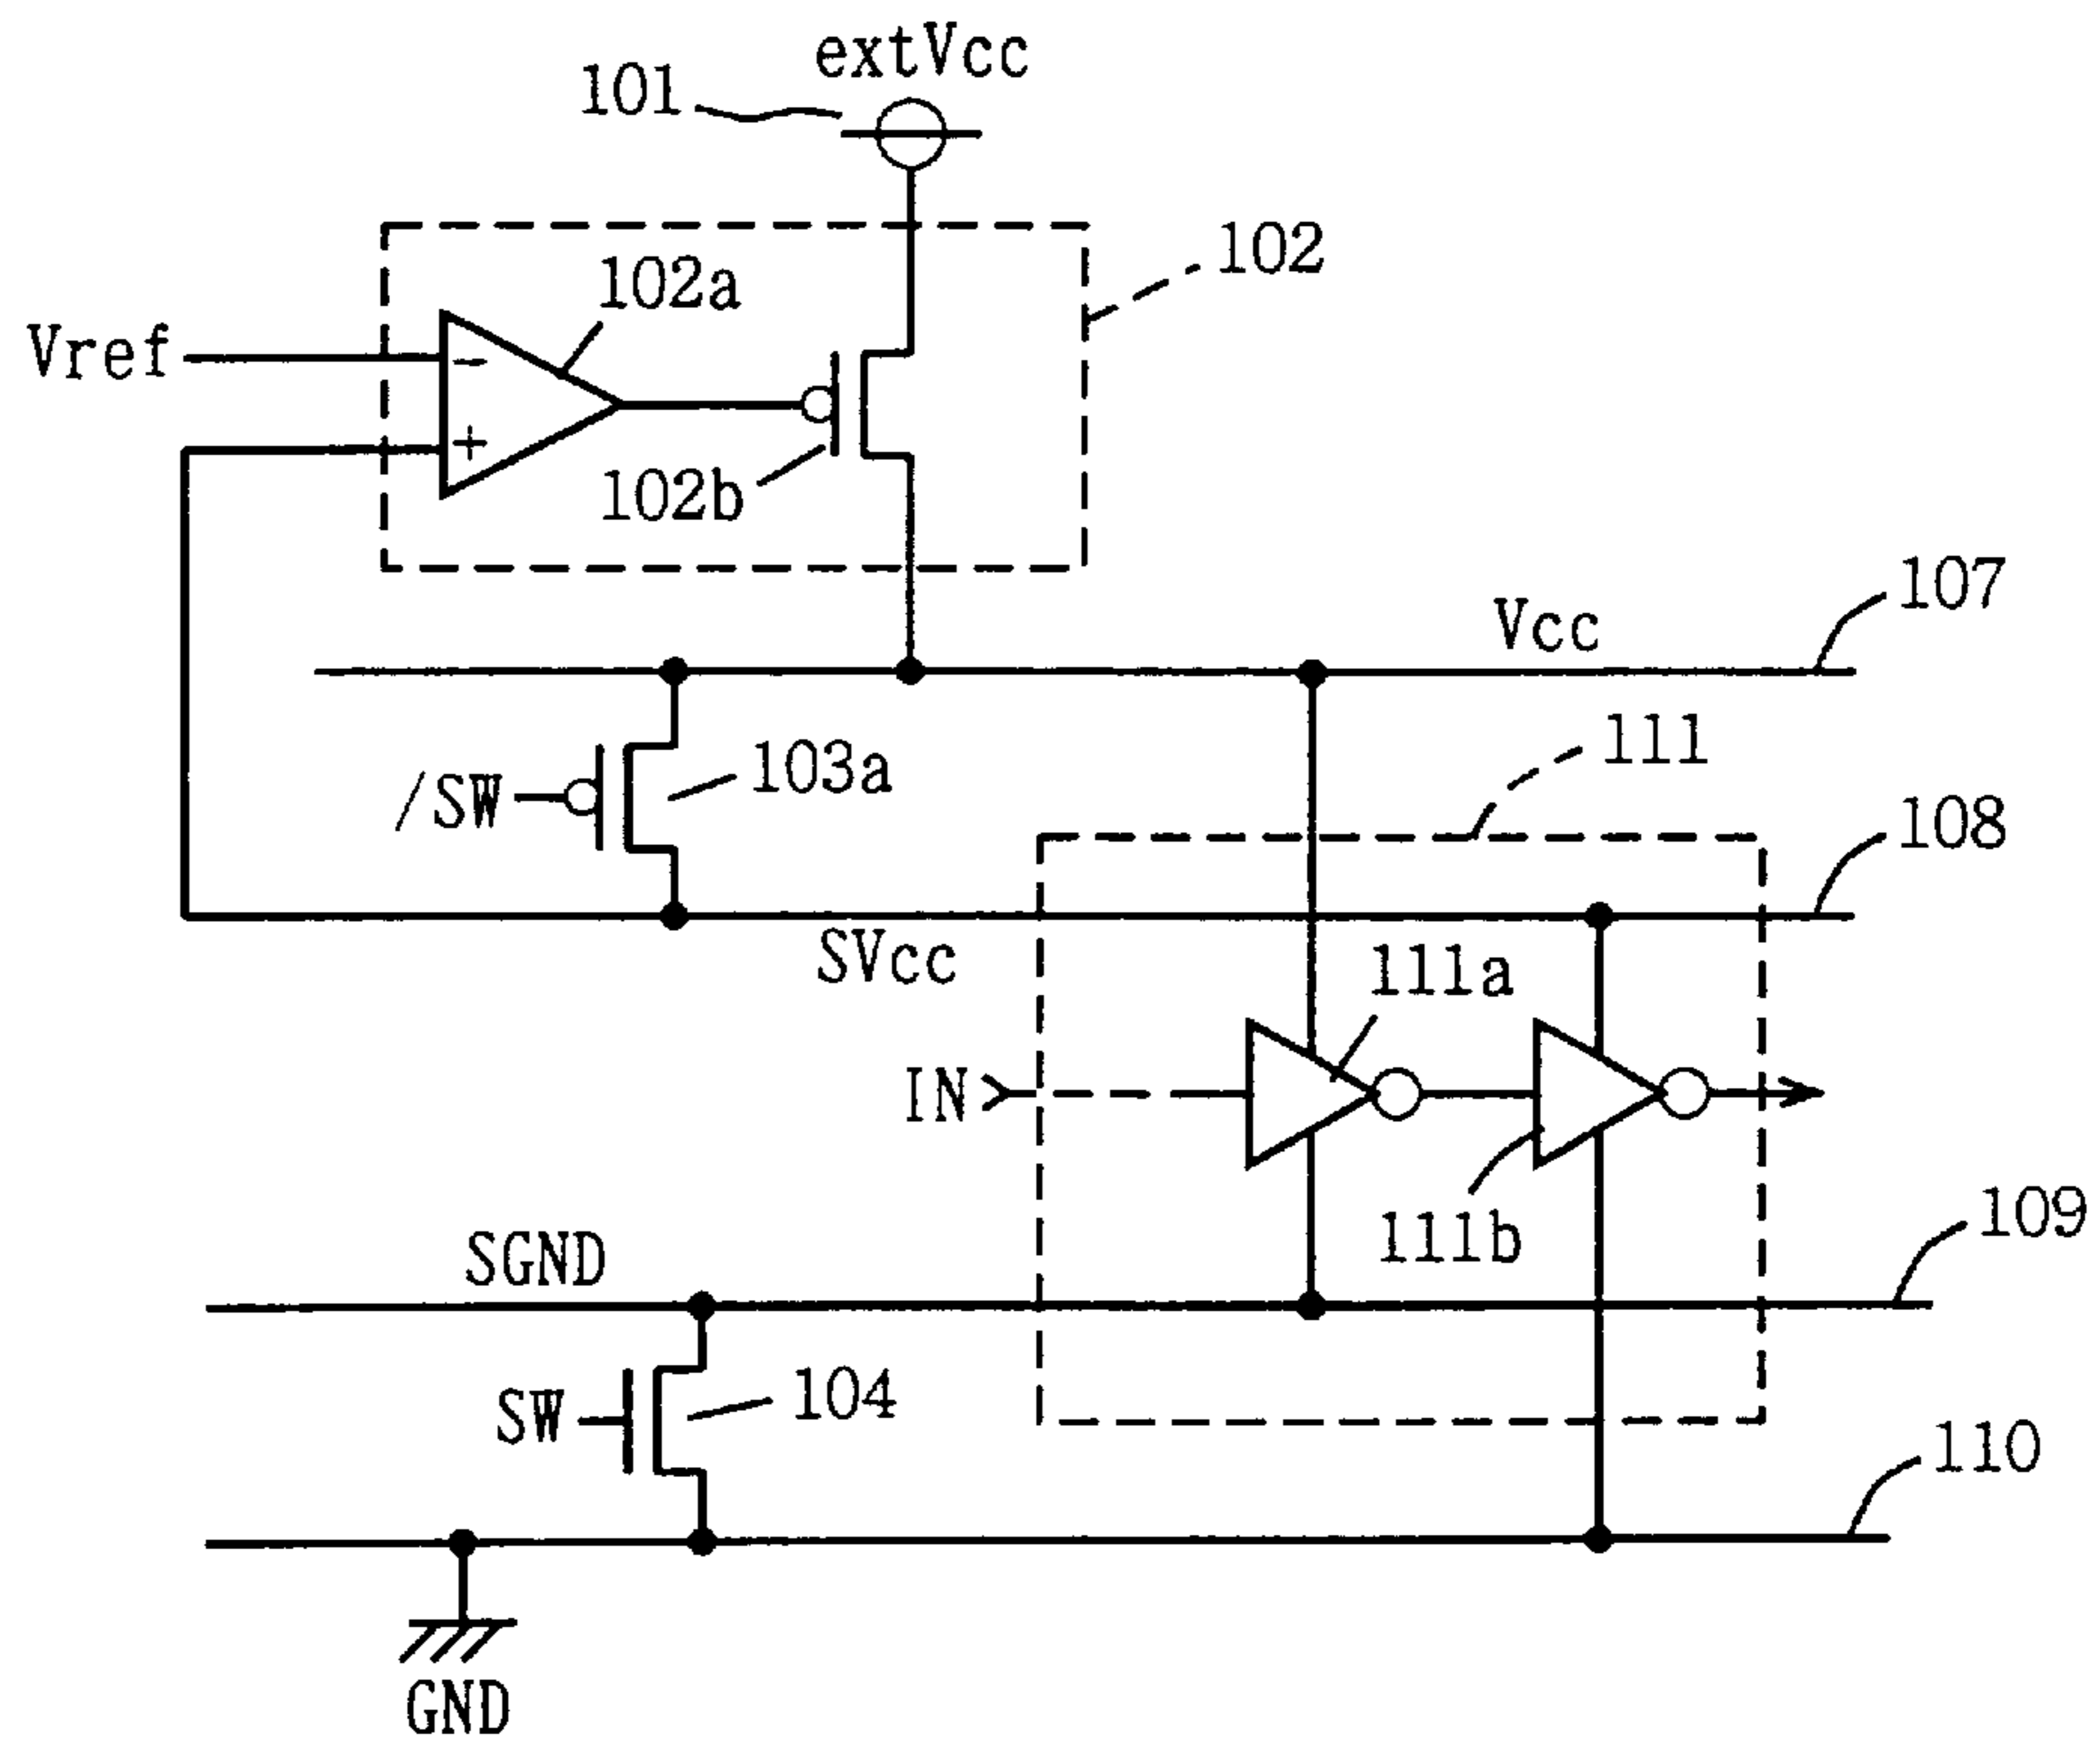 extVcc
101
102
102a
Vref
-
+
102b
107
Vcc
111
103a
/SW
108
SVcc
111a
IN
109
111b
SGND
104
SW
110
GND